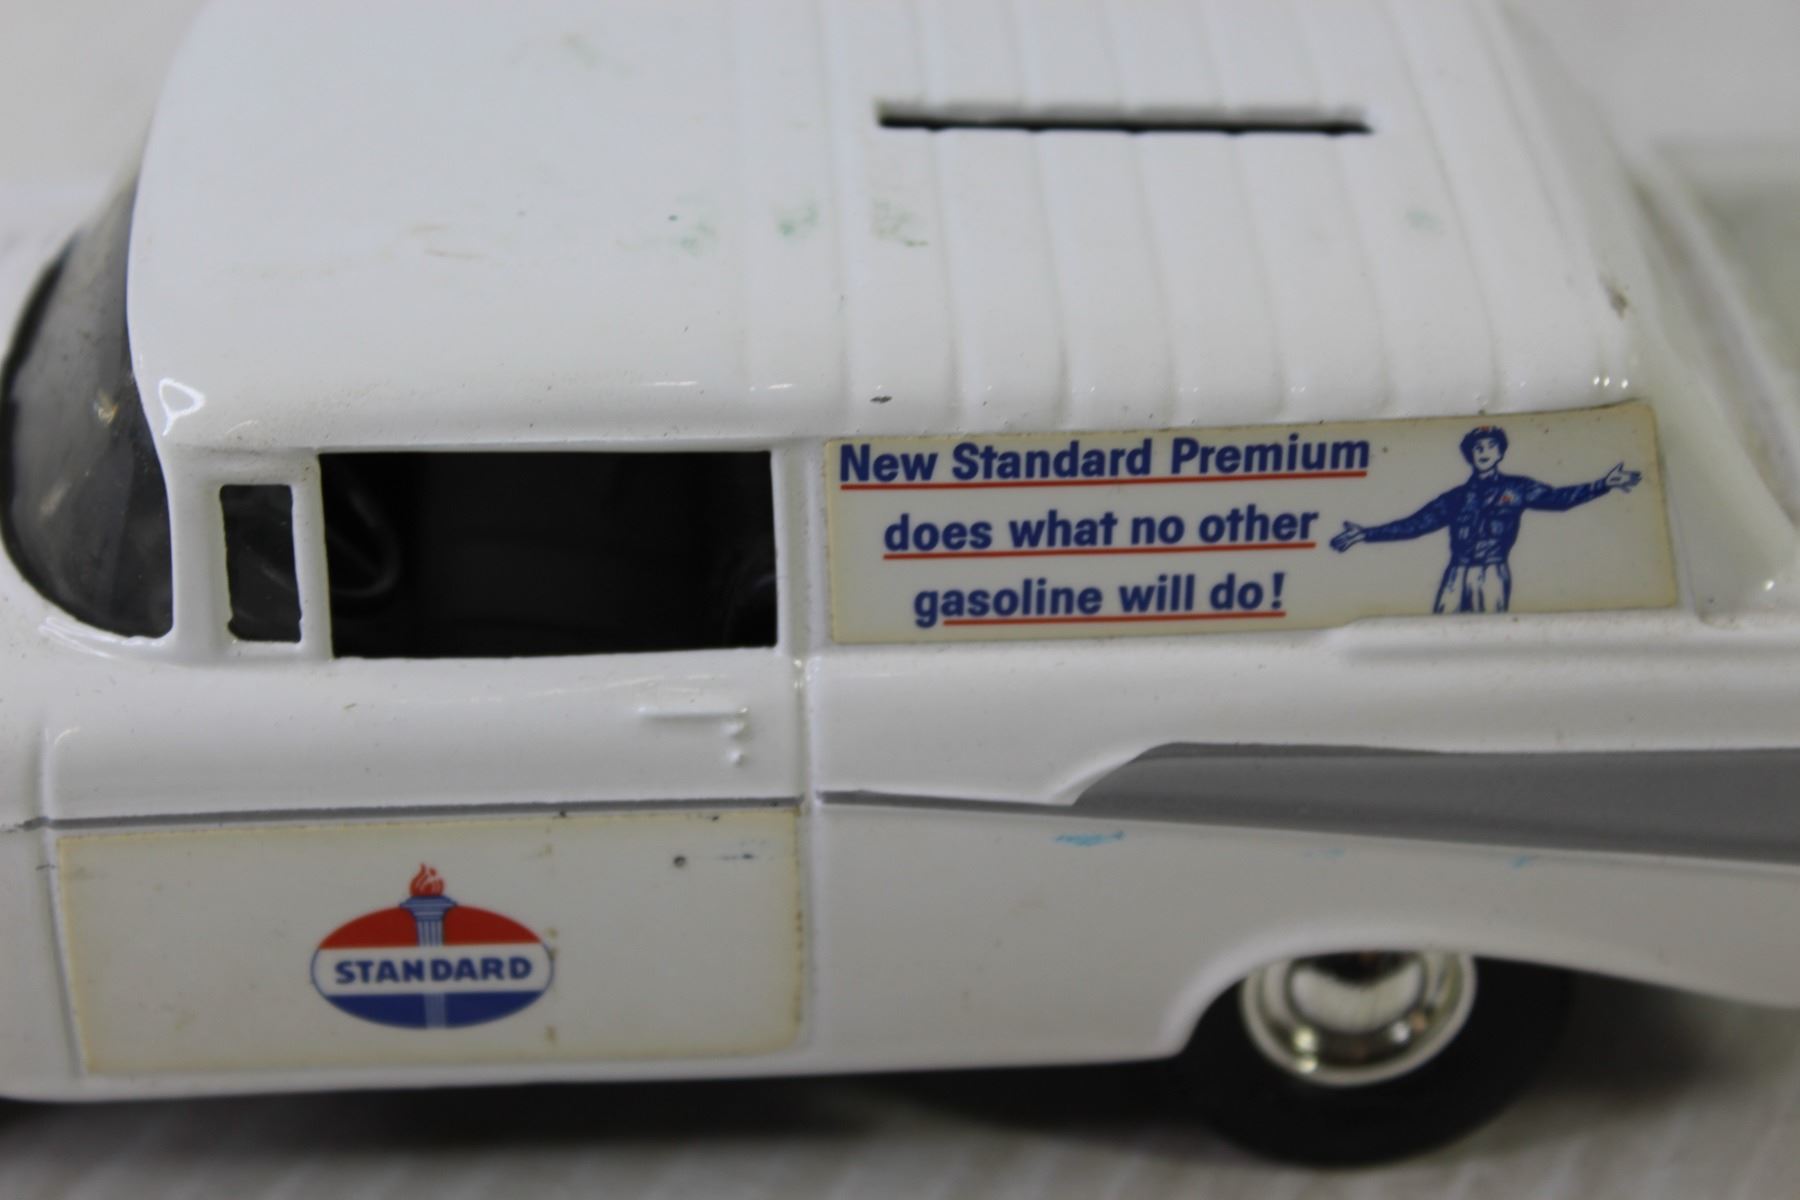 New Standard Premium
does what no other
gasoline will do!
STANDARD